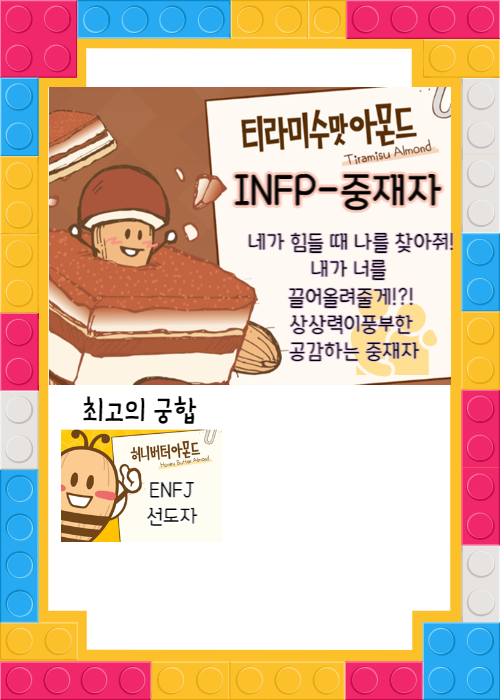 티라미수맛 아몬드
Tiramisu Almond
INFP-중재자
네가 힘들 때 나를 찾아줘!
내가 너를
끌어올려줄게!?!
상상력이풍부한
공감하는 중재자
최고의 궁합
허니버터아몬드
Honey Butter Almond
ENFJ
선도자